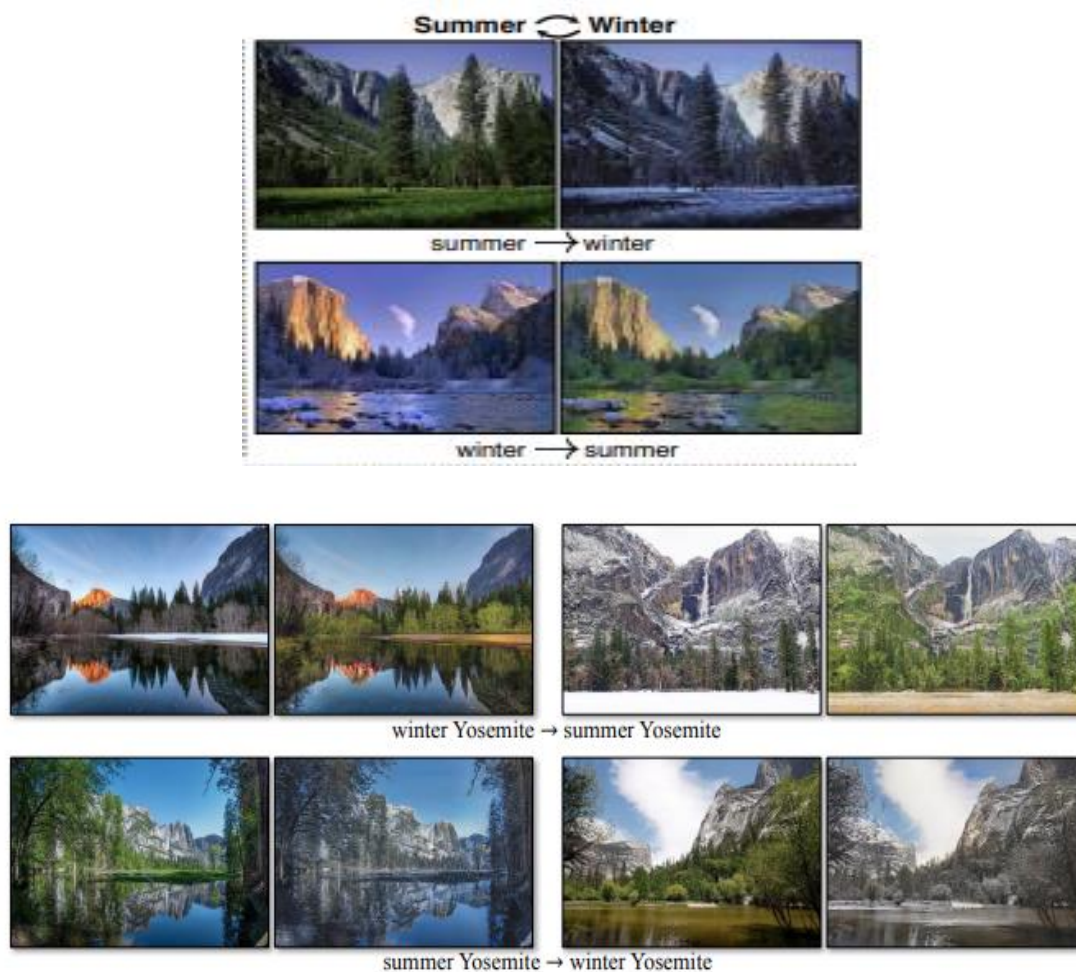 Summer Winter
summer → winter
winter → summer
winter Yosemite → summer Yosemite
summer Yosemite → winter Yosemite